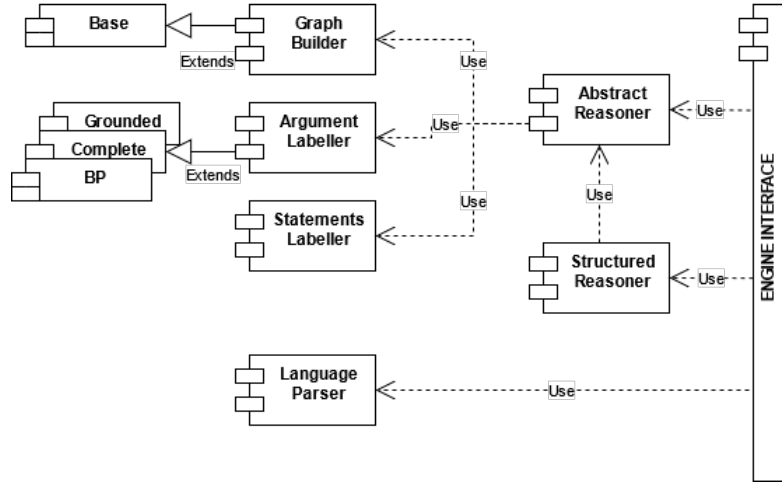 Base
Graph
Builder
Extends
Use
Grounded
Complete
BP
Argument
Labeller
Extends
Use
Abstract
Reasoner
Use
Use
Statements
Labeller
Use
Structured
Reasoner
Use
ENGINE INTERFACE
Language
Parser
Use